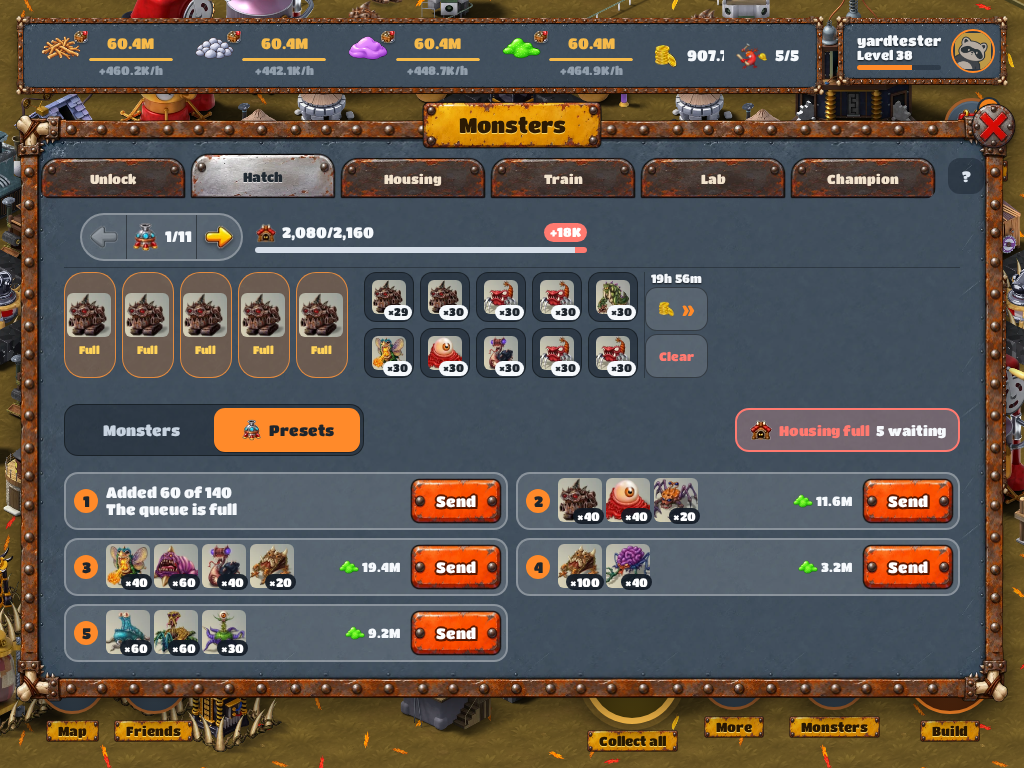 60.4M
60.4M
60.4M
60.4M
+460.2K/h
+442.1K/h
+448.7K/h
+464.9K/h
907.
5/5
yardtester
Level 38
Monsters
Unlock
Hatch
Housing
Train
Lab
Champion
?
1/11
2,080/2,160
+18K
Full
Full
Full
Full
Full
×29
×30
×30
×30
×30
×30
×30
×30
×30
×30
19h 56m
Clear
Monsters
Presets
Housing full 5 waiting
1
Added 60 of 140
The queue is full
Send
2
×40
×40
×20
11.6M
Send
3
×40
×60
×40
×20
19.4M
Send
4
×100
×40
3.2M
Send
5
×60
×60
×30
9.2M
Send
Map
Friends
Collect all
More
Monsters
Build